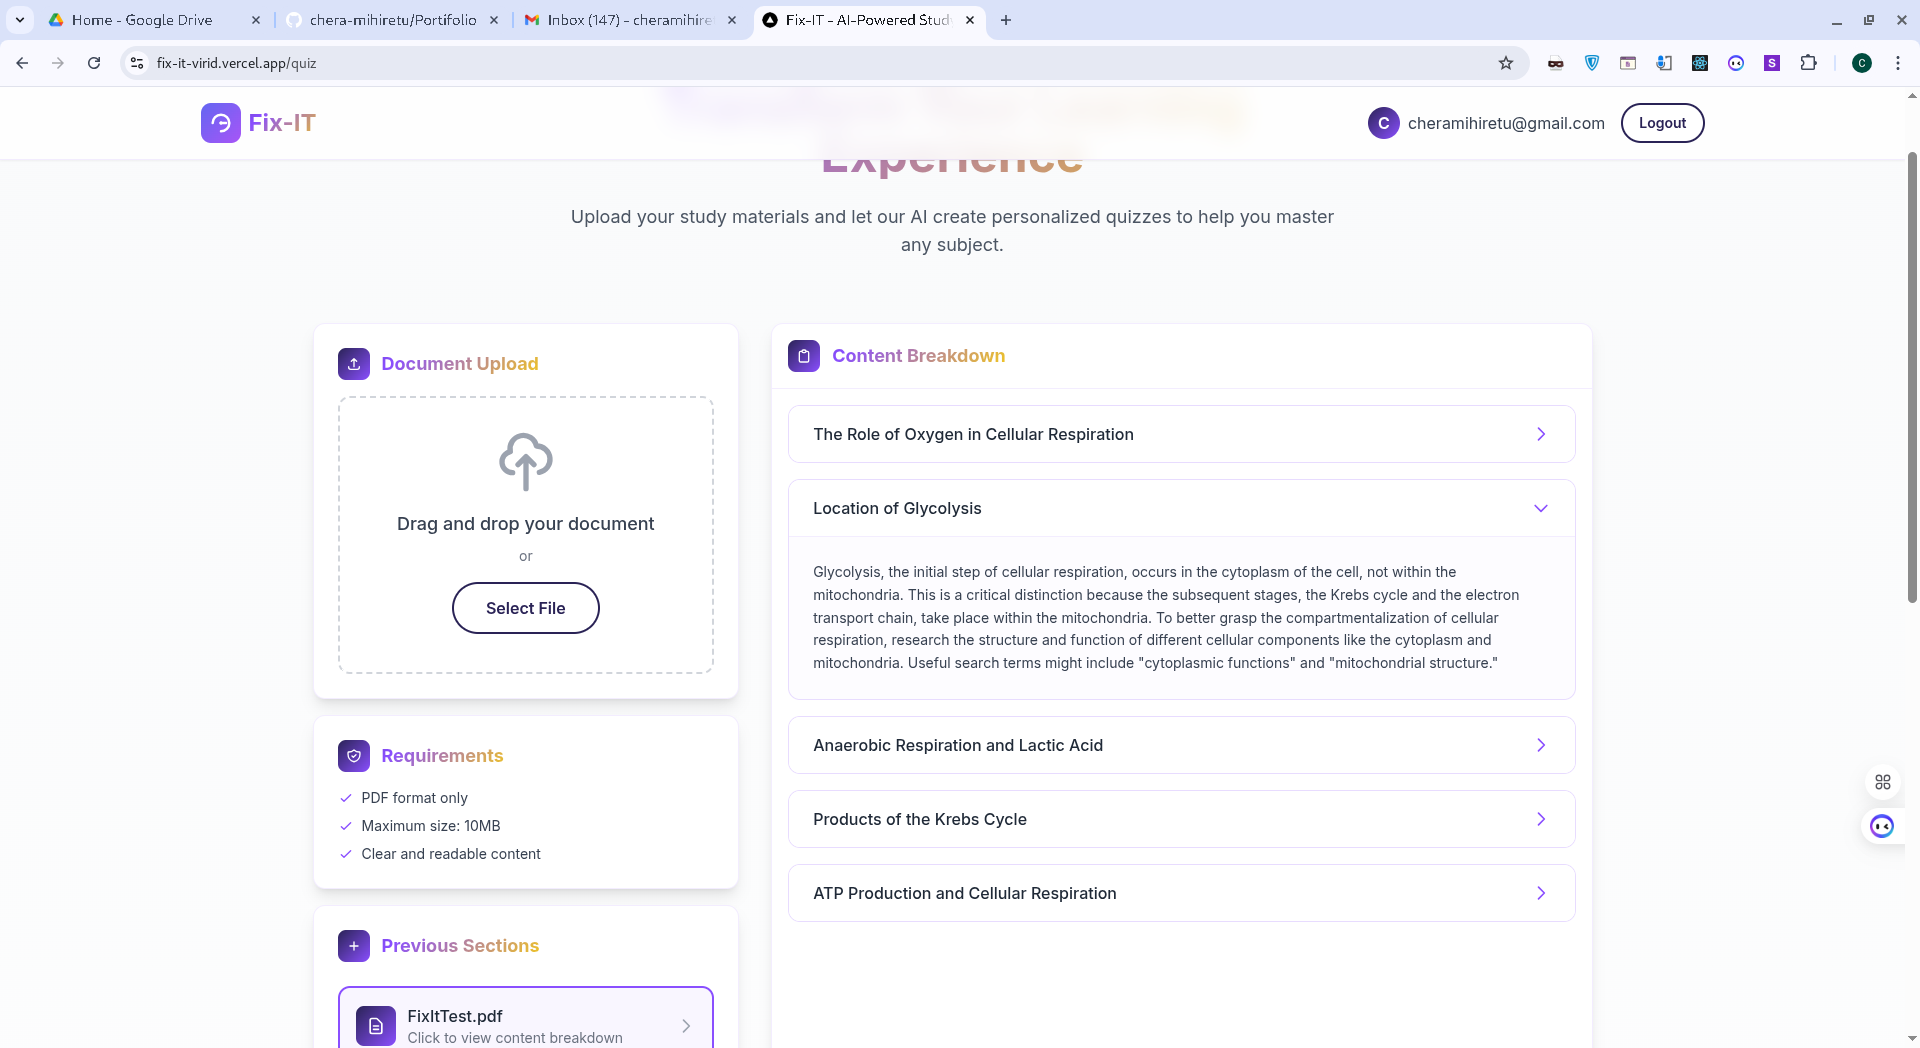 Home - Google Drive
chera-mihiretu/Portifolio
Inbox (147) - cheramihire
Fix-IT - AI-Powered Stud
fix-it-virid.vercel.app/quiz
S
C
Fix-IT
C
cheramihiretu@gmail.com
Logout
Experience
Upload your study materials and let our AI create personalized quizzes to help you master
any subject.
Document Upload
Drag and drop your document
or
Select File
Requirements
PDF format only
Maximum size: 10MB
Clear and readable content
Previous Sections
FixItTest.pdf
Click to view content breakdown
Content Breakdown
The Role of Oxygen in Cellular Respiration
Location of Glycolysis
Glycolysis, the initial step of cellular respiration, occurs in the cytoplasm of the cell, not within the
mitochondria. This is a critical distinction because the subsequent stages, the Krebs cycle and the electron
transport chain, take place within the mitochondria. To better grasp the compartmentalization of cellular
respiration, research the structure and function of different cellular components like the cytoplasm and
mitochondria. Useful search terms might include "cytoplasmic functions" and "mitochondrial structure."
Anaerobic Respiration and Lactic Acid
Products of the Krebs Cycle
ATP Production and Cellular Respiration